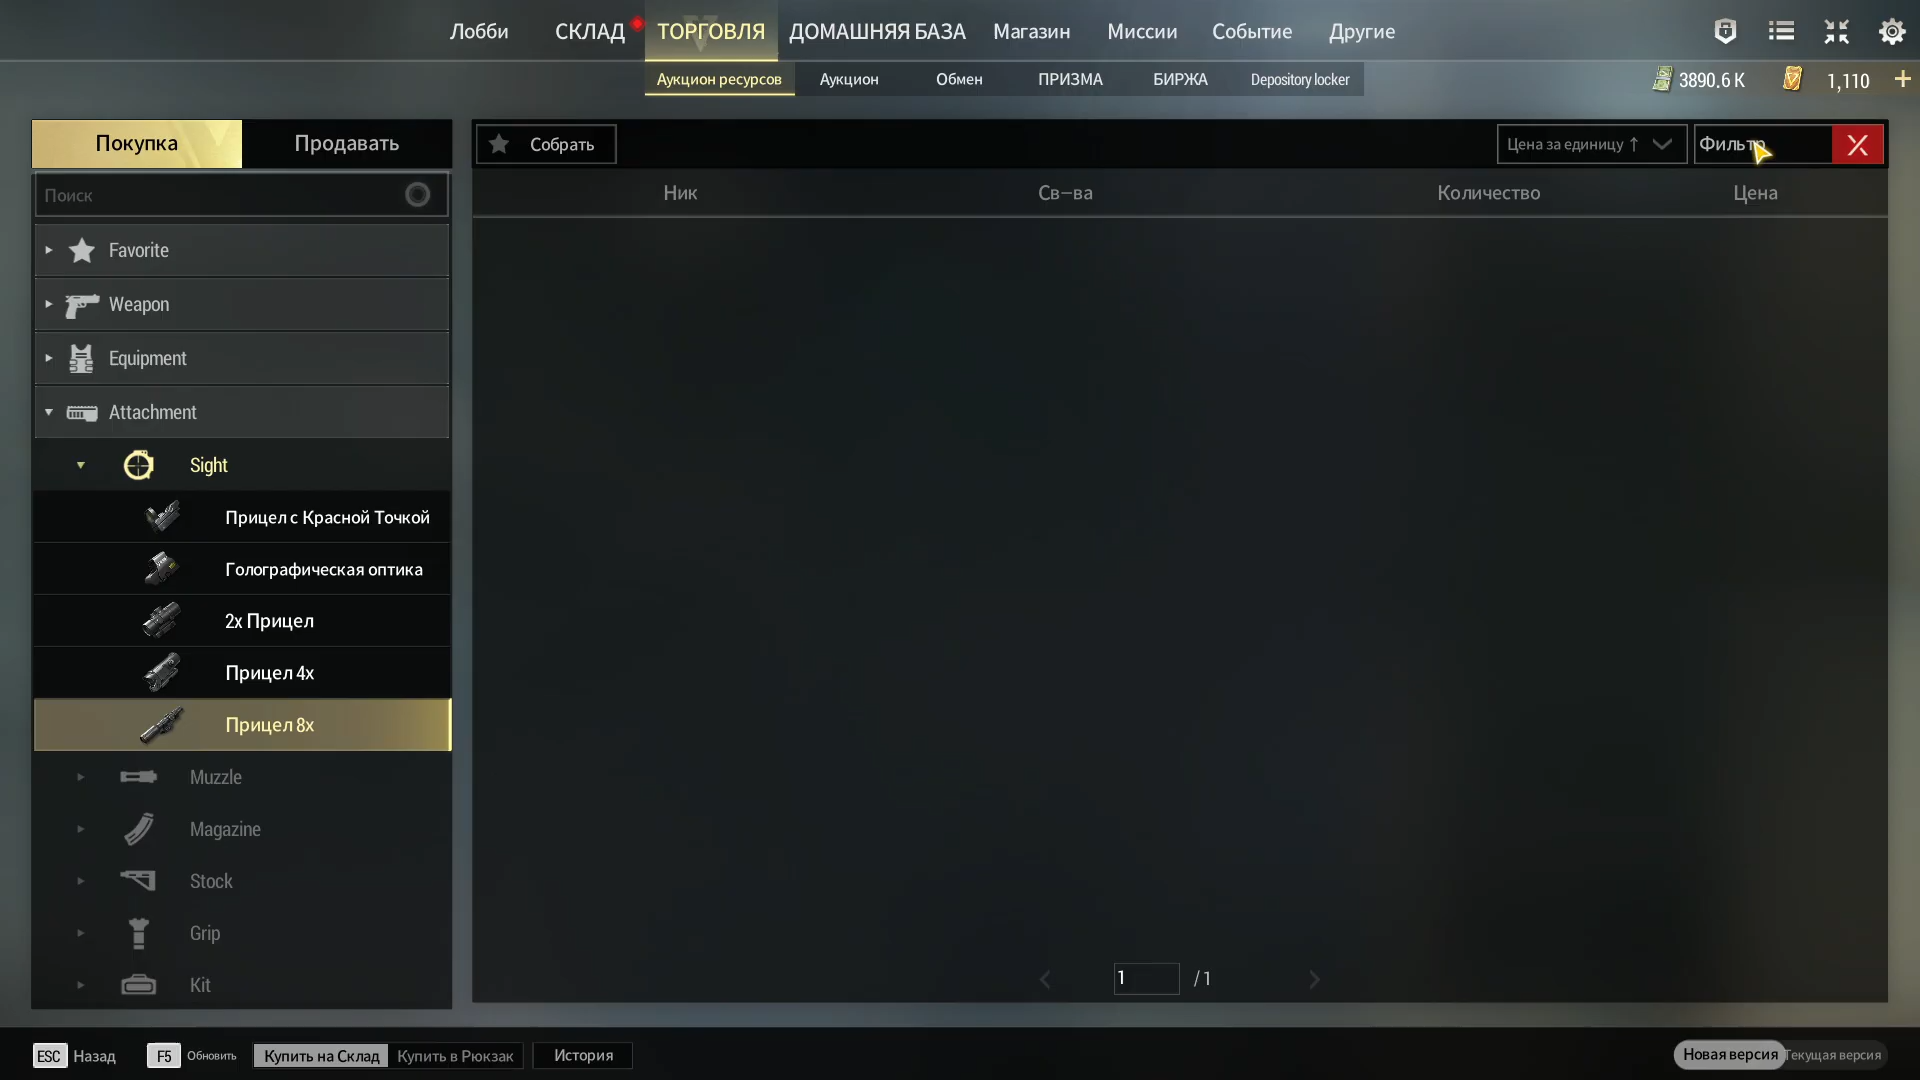 Лобби СКЛАД ТОРГОВЛЯ ДОМАШНЯЯ БАЗА Магазин Миссии Событие Другие
Аукцион ресурсов Аукцион Обмен ПРИЗМА БИРЖА Depository locker 3890.6 K 1,110 +
Покупка Продавать
Собрать Цена за единицу ↑ Фильтр X
Поиск
Ник Св-ва Количество Цена
Favorite
Weapon
Equipment
Attachment
Sight
Прицел с Красной Точкой
Голографическая оптика
2x Прицел
Прицел 4x
Прицел 8x
Muzzle
Magazine
Stock
Grip
Kit
1 / 1
ESC Назад F5 Обновить Купить на Склад Купить в Рюкзак История Новая версия Текущая версия